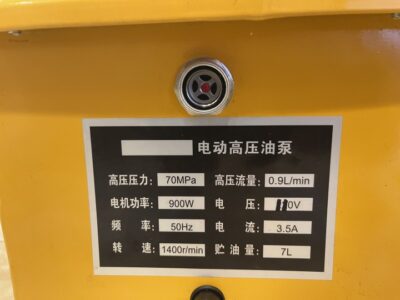 电动高压油泵
高压压力: 70MPa 高压流量: 0.9L/min
电机功率: 900W 电 压: 0V
频 率: 50Hz 电 流: 3.5A
转 速: 1400r/min 贮油量: 7L